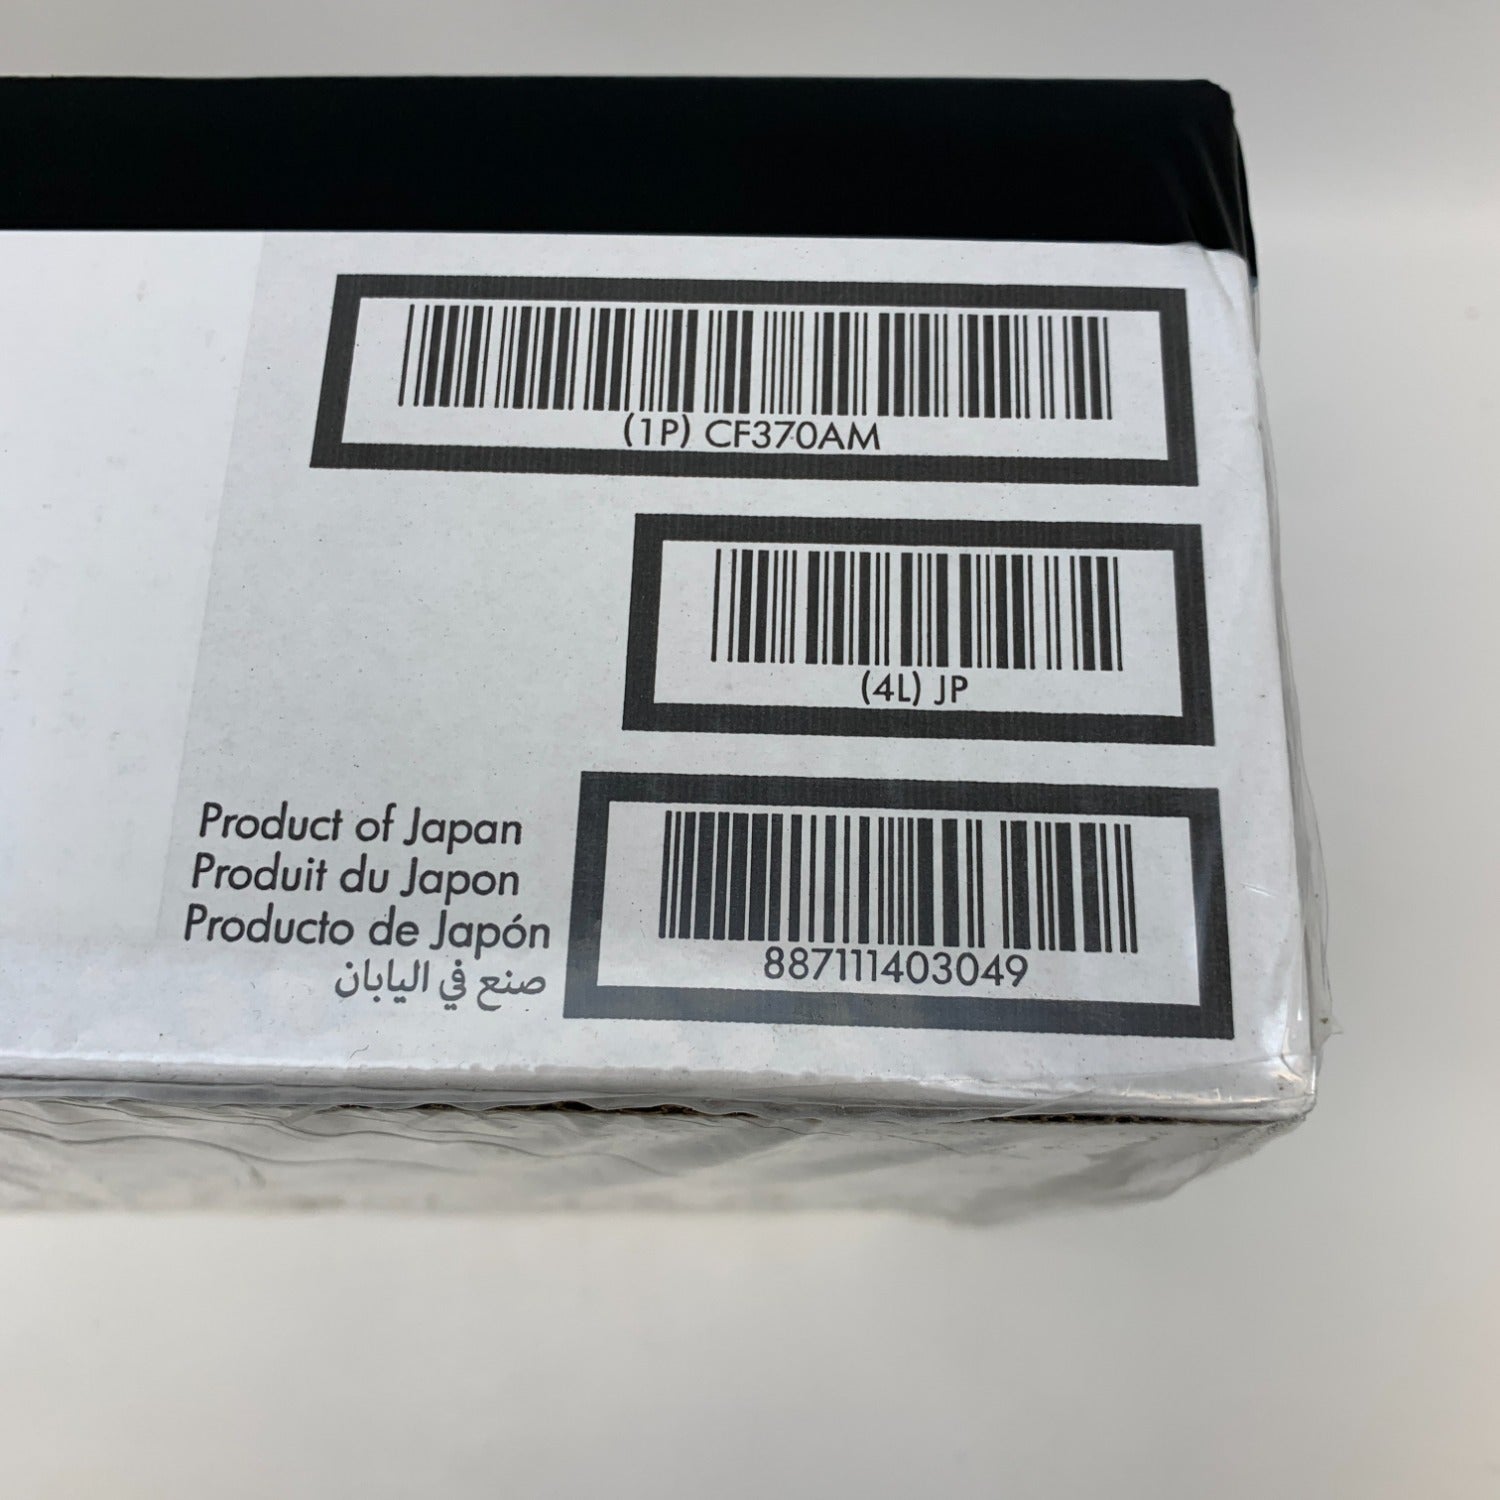 (1P) CF370AM
(4L) JP
Product of Japan
Produit du Japon
Producto de Japón
صنع في اليابان
887111403049